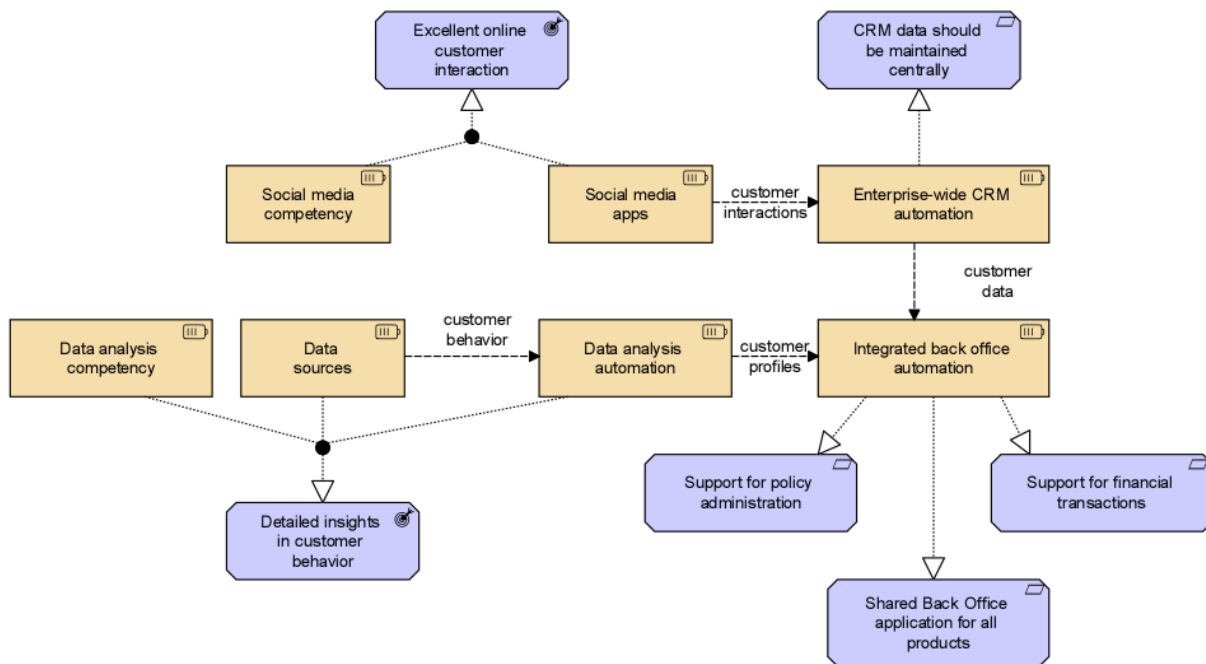 Excellent online
customer
interaction
CRM data should
be maintained
centrally
Social media
competency
Social media
apps
customer
interactions
Enterprise-wide CRM
automation
customer
data
Data analysis
competency
Data
sources
customer
behavior
Data analysis
automation
customer
profiles
Integrated back office
automation
Support for policy
administration
Support for financial
transactions
Detailed insights
in customer
behavior
Shared Back Office
application for all
products